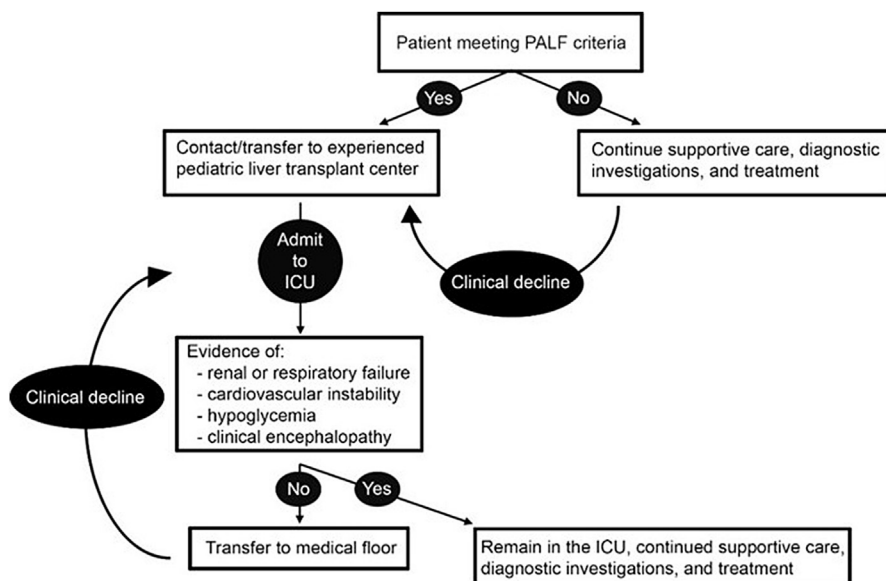 Patient meeting PALF criteria
Yes
No
Contact/transfer to experienced
pediatric liver transplant center
Continue supportive care, diagnostic
investigations, and treatment
Admit
to
ICU
Clinical decline
Evidence of:
- renal or respiratory failure
- cardiovascular instability
- hypoglycemia
- clinical encephalopathy
Clinical decline
No
Yes
Transfer to medical floor
Remain in the ICU, continued supportive care,
diagnostic investigations, and treatment